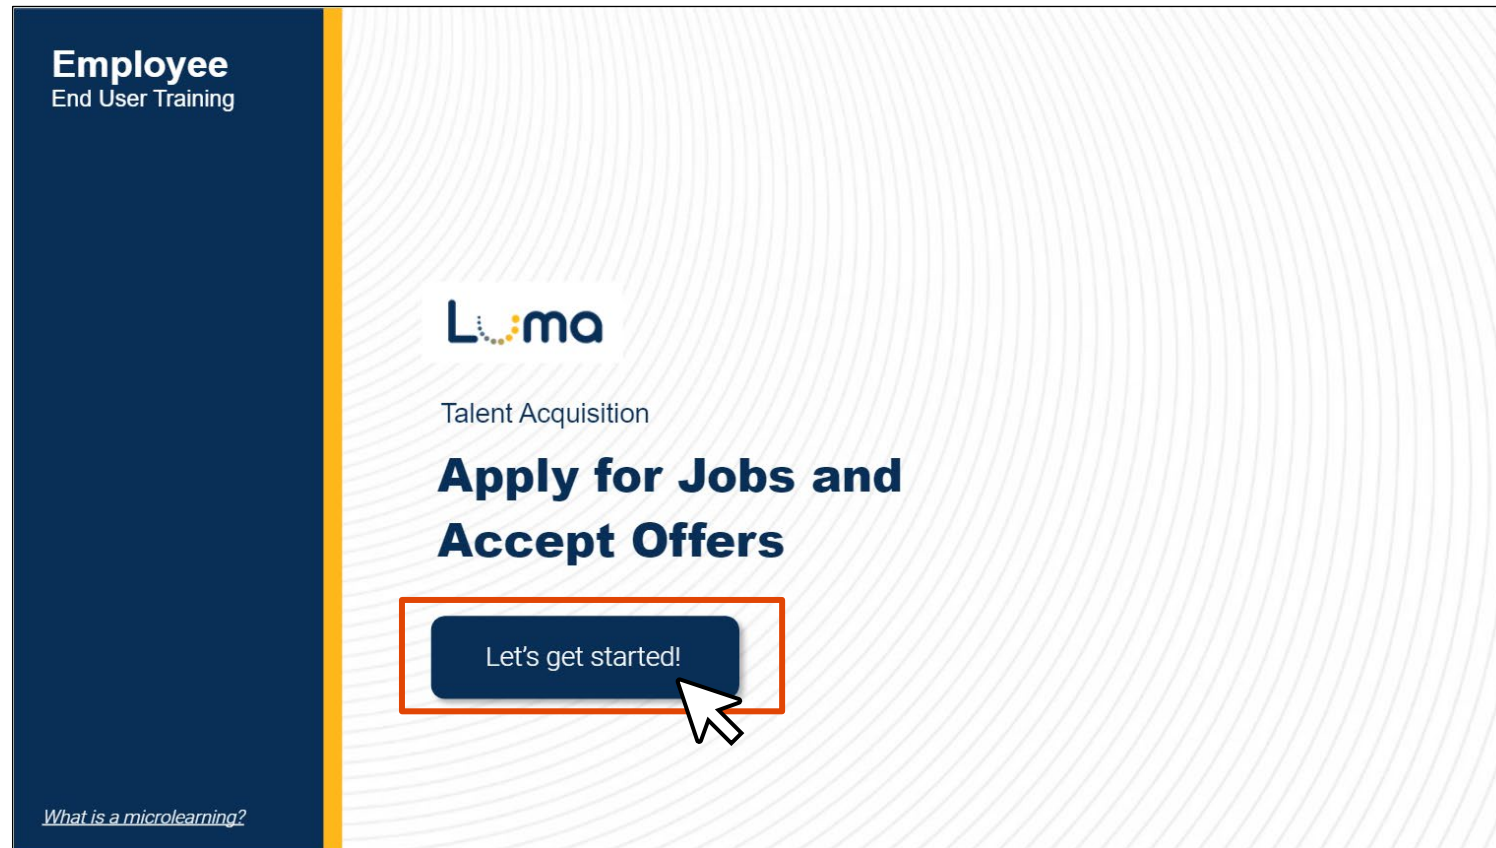 Employee
End User Training
Luma
Talent Acquisition
Apply for Jobs and
Accept Offers
Let’s get started!
What is a microlearning?